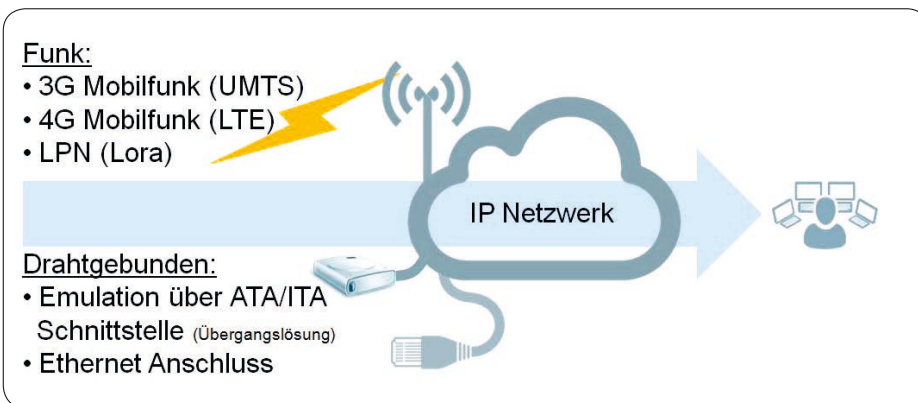 Funk:
• 3G Mobilfunk (UMTS)
• 4G Mobilfunk (LTE)
• LPN (Lora)
IP Netzwerk
Drahtgebunden:
• Emulation über ATA/ITA
Schnittstelle (Übergangslösung)
• Ethernet Anschluss